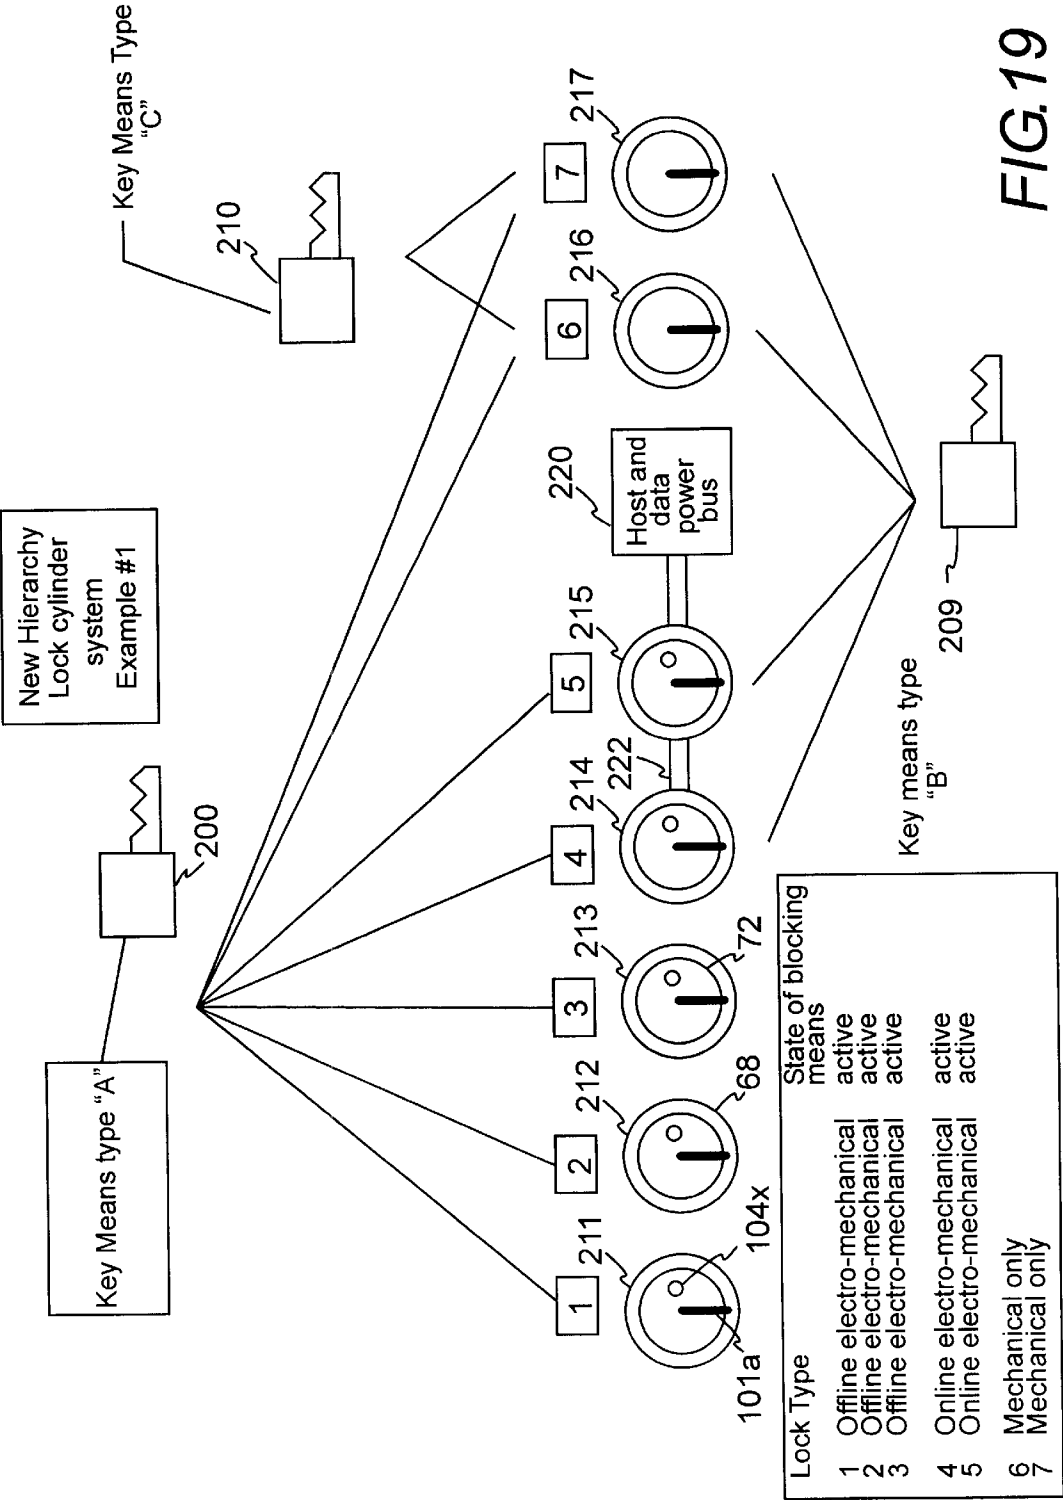 New Hierarchy
Lock cylinder
system
Example #1
Key Means Type
“C”
210
Key Means type “A”
200
1
2
3
4
5
6
7
211
212
213
214
215
216
217
222
220
Host and
data
power
bus
101a
104x
68
72
Key means type
“B”
209
Lock Type State of blocking
means
1 Offline electro-mechanical active
2 Offline electro-mechanical active
3 Offline electro-mechanical active
4 Online electro-mechanical active
5 Online electro-mechanical active
6 Mechanical only
7 Mechanical only
FIG.19